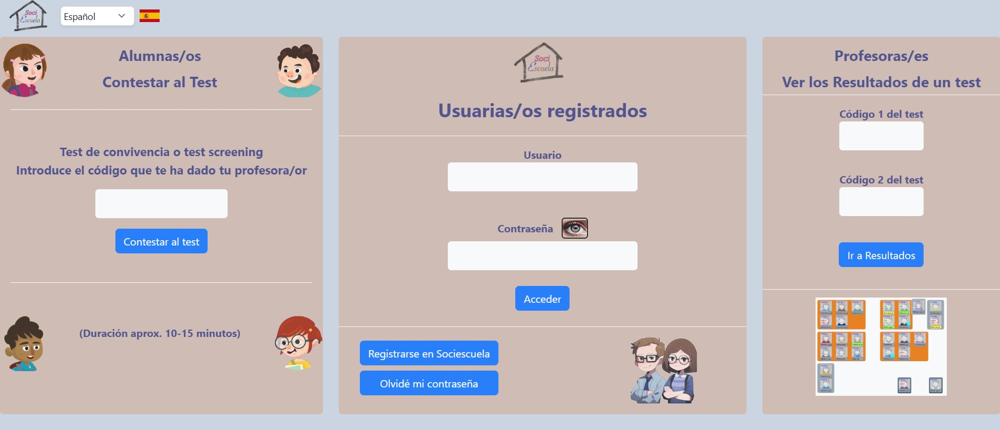 Soci
Escuela
Español
Alumnas/os
Contestar al Test
Test de convivencia o test screening
Introduce el código que te ha dado tu profesora/or
Contestar al test
(Duración aprox. 10-15 minutos)
Soci
Escuela
Usuarias/os registrados
Usuario
Contraseña
Acceder
Registrarse en Sociescuela
Olvidé mi contraseña
Profesoras/es
Ver los Resultados de un test
Código 1 del test
Código 2 del test
Ir a Resultados